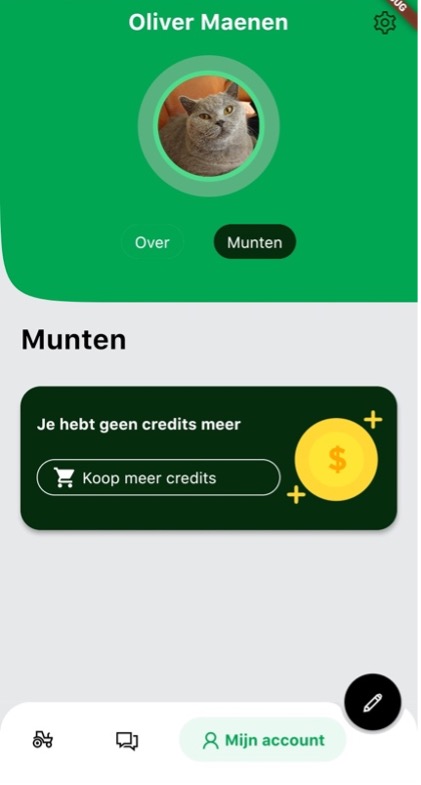 Oliver Maenen
UG
Over
Munten
Munten
Je hebt geen credits meer
$
Koop meer credits
Mijn account